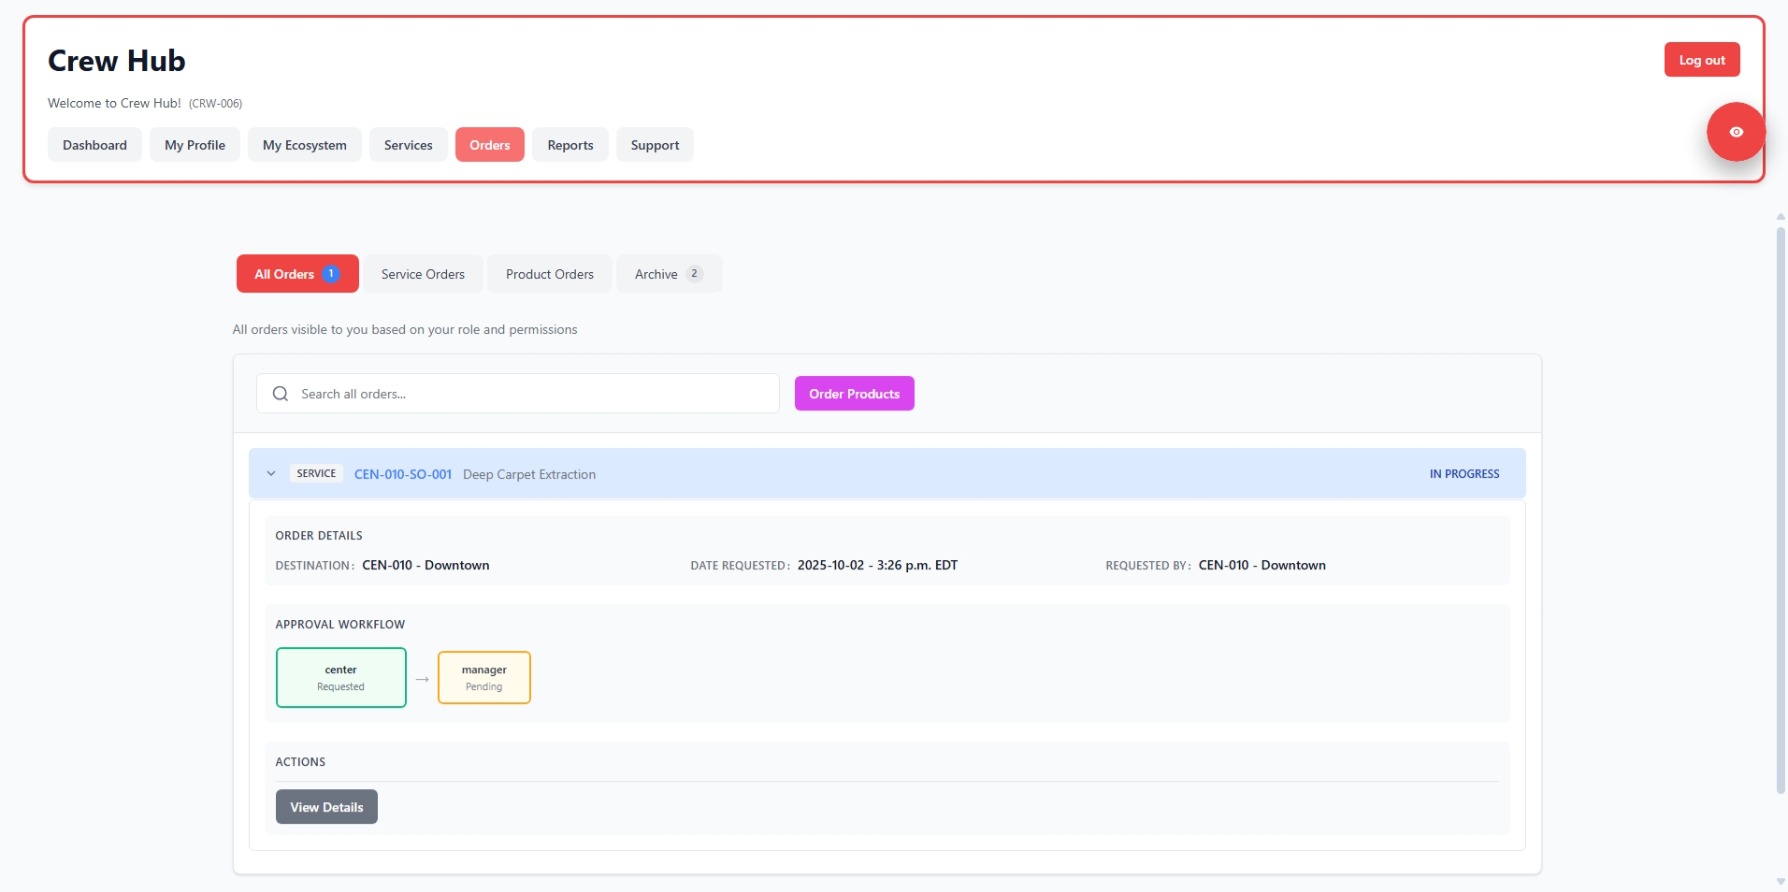 Crew Hub
Log out
Welcome to Crew Hub! (CRW-006)
Dashboard My Profile My Ecosystem Services Orders Reports Support
All Orders 1 Service Orders Product Orders Archive 2
All orders visible to you based on your role and permissions
Search all orders... Order Products
SERVICE CEN-010-SO-001 Deep Carpet Extraction IN PROGRESS
ORDER DETAILS
DESTINATION: CEN-010 - Downtown DATE REQUESTED: 2025-10-02 - 3:26 p.m. EDT REQUESTED BY: CEN-010 - Downtown
APPROVAL WORKFLOW
center → manager
Requested Pending
ACTIONS
View Details